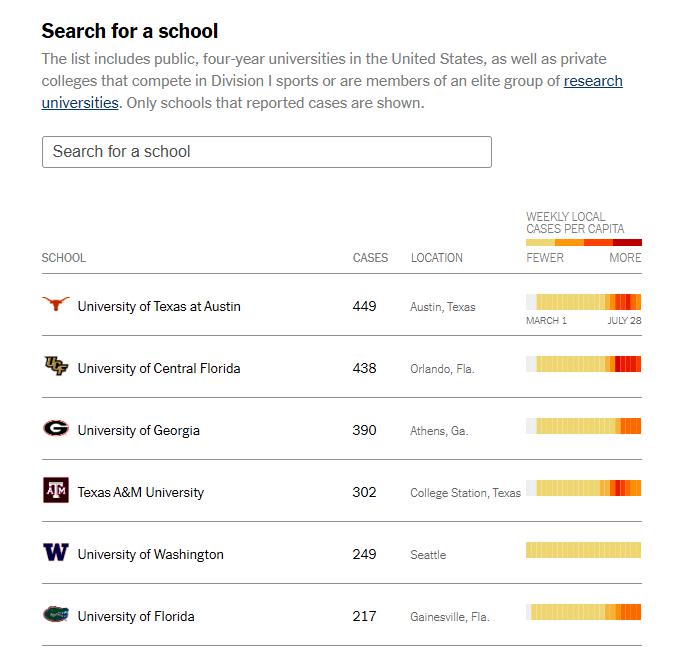 Search for a school
The list includes public, four-year universities in the United States, as well as private
colleges that compete in Division I sports or are members of an elite group of research
universities. Only schools that reported cases are shown.
Search for a school
WEEKLY LOCAL
CASES PER CAPITA
SCHOOL CASES LOCATION FEWER MORE
University of Texas at Austin 449 Austin, Texas
MARCH 1 JULY 28
UCF University of Central Florida 438 Orlando, Fla.
G University of Georgia 390 Athens, Ga.
ATM Texas A&M University 302 College Station, Texas
W University of Washington 249 Seattle
University of Florida 217 Gainesville, Fla.